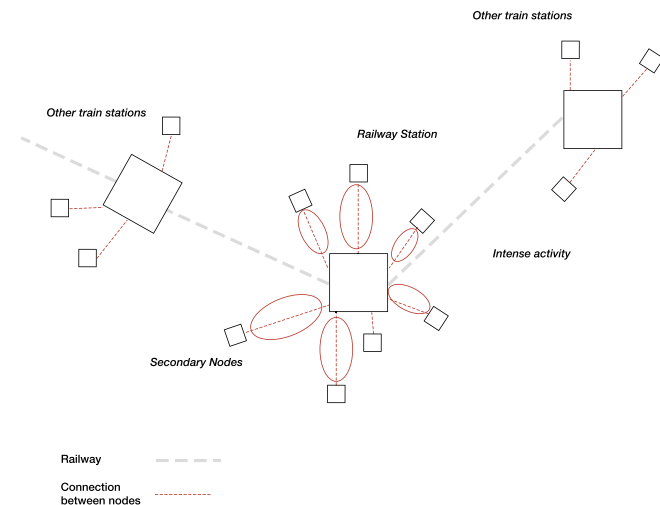 Other train stations
Other train stations
Railway Station
Intense activity
Secondary Nodes
Railway
Connection
between nodes